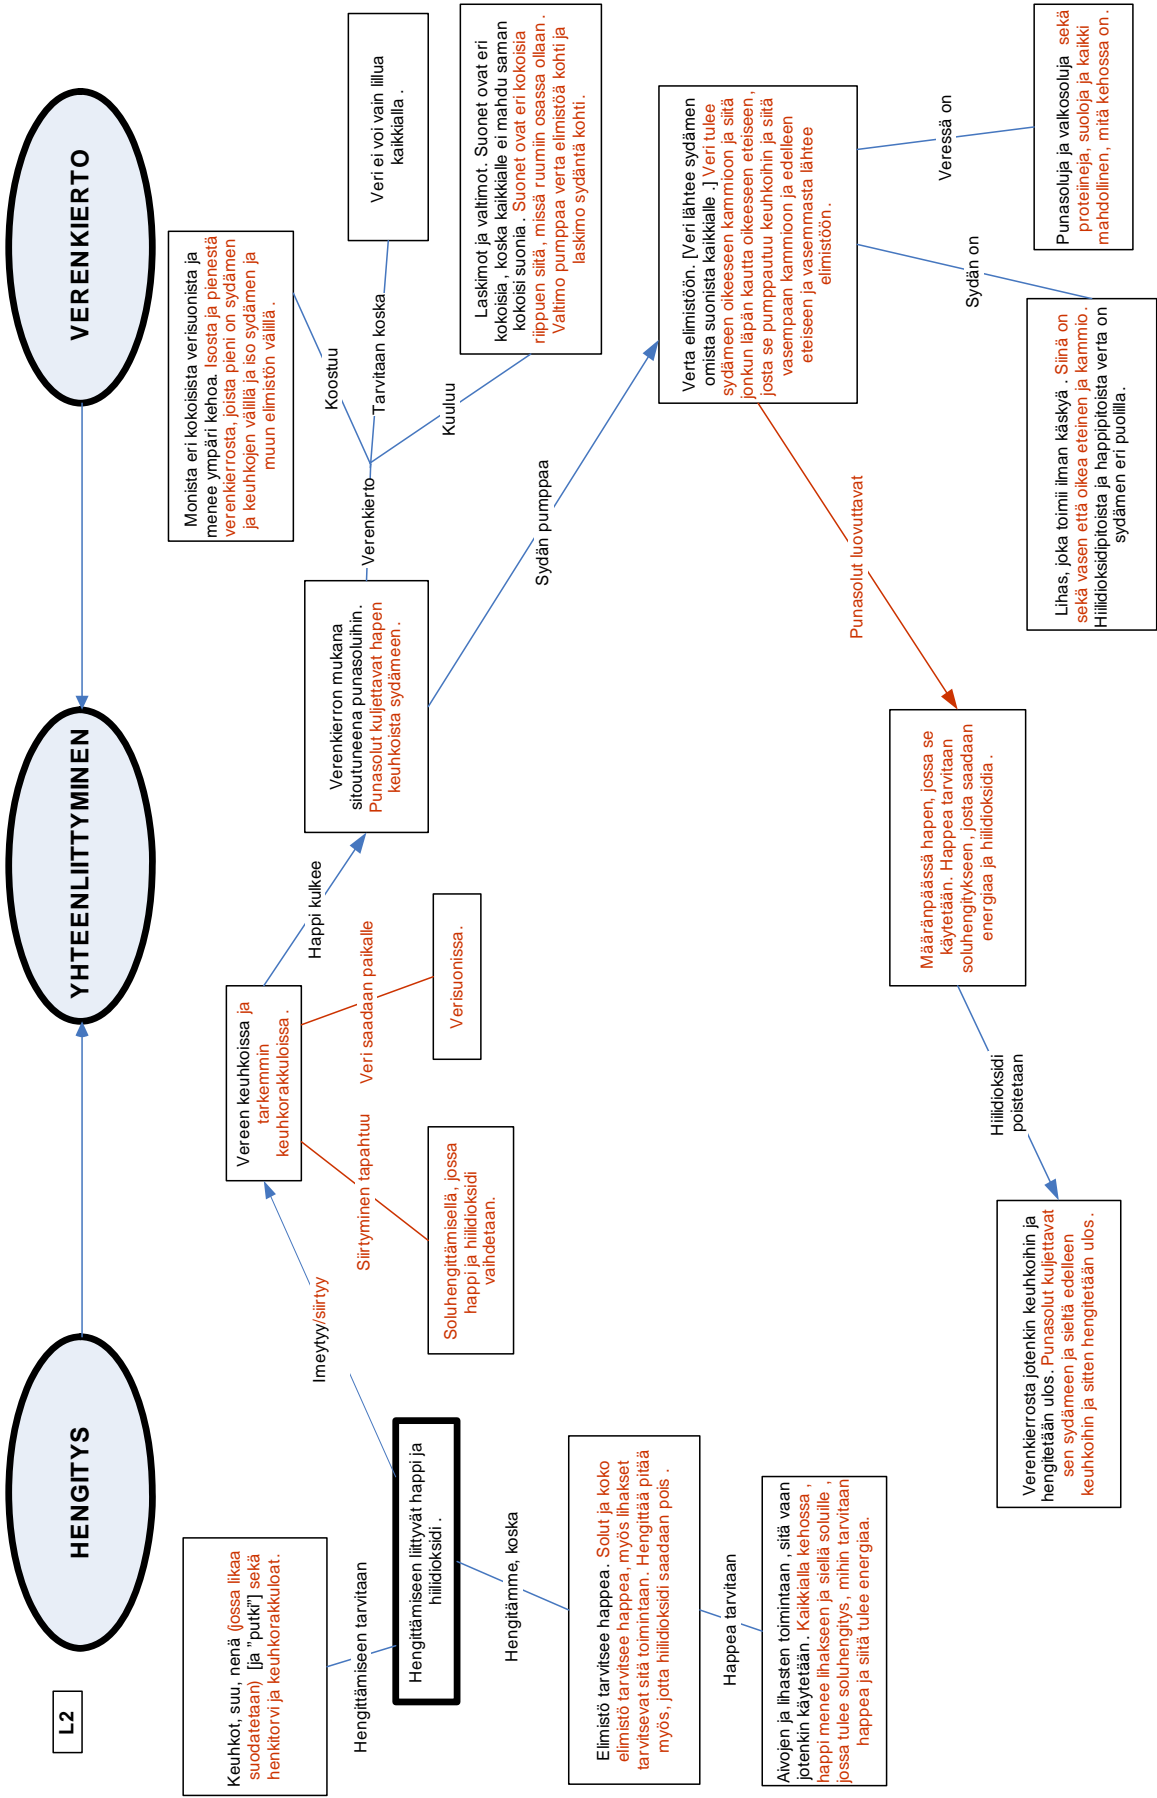 L2
HENGITYS
YHTEENLIITTYMINEN
VERENKIERTO
Keuhkot, suu, nenä (jossa likaa
suodatetaan) [ja ”putki”] sekä
henkitorvi ja keuhkorakkuloat.
Hengittämiseen tarvitaan
Hengittämiseen liittyvät happi ja
hiilidioksidi .
Hengitämme, koska
Elimistö tarvitsee happea. Solut ja koko
elimistö tarvitsee happea, myös lihakset
tarvitsevat sitä toimintaan. Hengittää pitää
myös, jotta hiilidioksidi saadaan pois .
Happea tarvitaan
Aivojen ja lihasten toimintaan , sitä vaan
jotenkin käytetään. Kaikkialla kehossa ,
happi menee lihakseen ja siellä soluille ,
jossa tulee soluhengitys , mihin tarvitaan
happea ja siitä tulee energiaa.
Imeytyy/siirtyy
Vereen keuhkoissa ja
tarkemmin
keuhkorakkuloissa .
Siirtyminen tapahtuu
Soluhengittämisellä, jossa
happi ja hiilidioksidi
vaihdetaan.
Veri saadaan paikalle
Verisuonissa.
Happi kulkee
Verenkierron mukana
sitoutuneena punasoluihin.
Punasolut kuljettavat hapen
keuhkoista sydämeen .
Verenkierto
Koostuu
Monista eri kokoisista verisuonista ja
menee ympäri kehoa. Isosta ja pienestä
verenkierrosta, joista pieni on sydämen
ja keuhkojen välillä ja iso sydämen ja
muun elimistön välillä.
Tarvitaan koska
Veri ei voi vain lillua
kaikkialla .
Kuuluu
Laskimot ja valtimot. Suonet ovat eri
kokoisia , koska kaikkialle ei mahdu saman
kokoisi suonia . Suonet ovat eri kokoisia
riippuen siitä, missä ruumiin osassa ollaan .
Valtimo pumppaa verta elimistöä kohti ja
laskimo sydäntä kohti.
Sydän pumppaa
Verta elimistöön. [Veri lähtee sydämen
omista suonista kaikkialle .] Veri tulee
sydämeen oikeeseen kammioon ja siitä
jonkun läpän kautta oikeeseen eteiseen ,
josta se pumppautuu keuhkoihin ja siitä
vasempaan kammioon ja edelleen
eteiseen ja vasemmasta lähtee
elimistöön .
Veressä on
Punasoluja ja valkosoluja sekä
proteiineja, suoloja ja kaikki
mahdollinen, mitä kehossa on .
Sydän on
Lihas, joka toimii ilman käskyä . Siinä on
sekä vasen että oikea eteinen ja kammio .
Hiilidioksidipitoista ja happipitoista verta on
sydämen eri puolilla.
Punasolut luovuttavat
Määränpäässä hapen, jossa se
käytetään. Happea tarvitaan
soluhengitykseen , josta saadaan
energiaa ja hiilidioksidia .
Hiilidioksidi
poistetaan
Verenkierrosta jotenkin keuhkoihin ja
hengitetään ulos. Punasolut kuljettavat
sen sydämeen ja sieltä edelleen
keuhkoihin ja sitten hengitetään ulos.